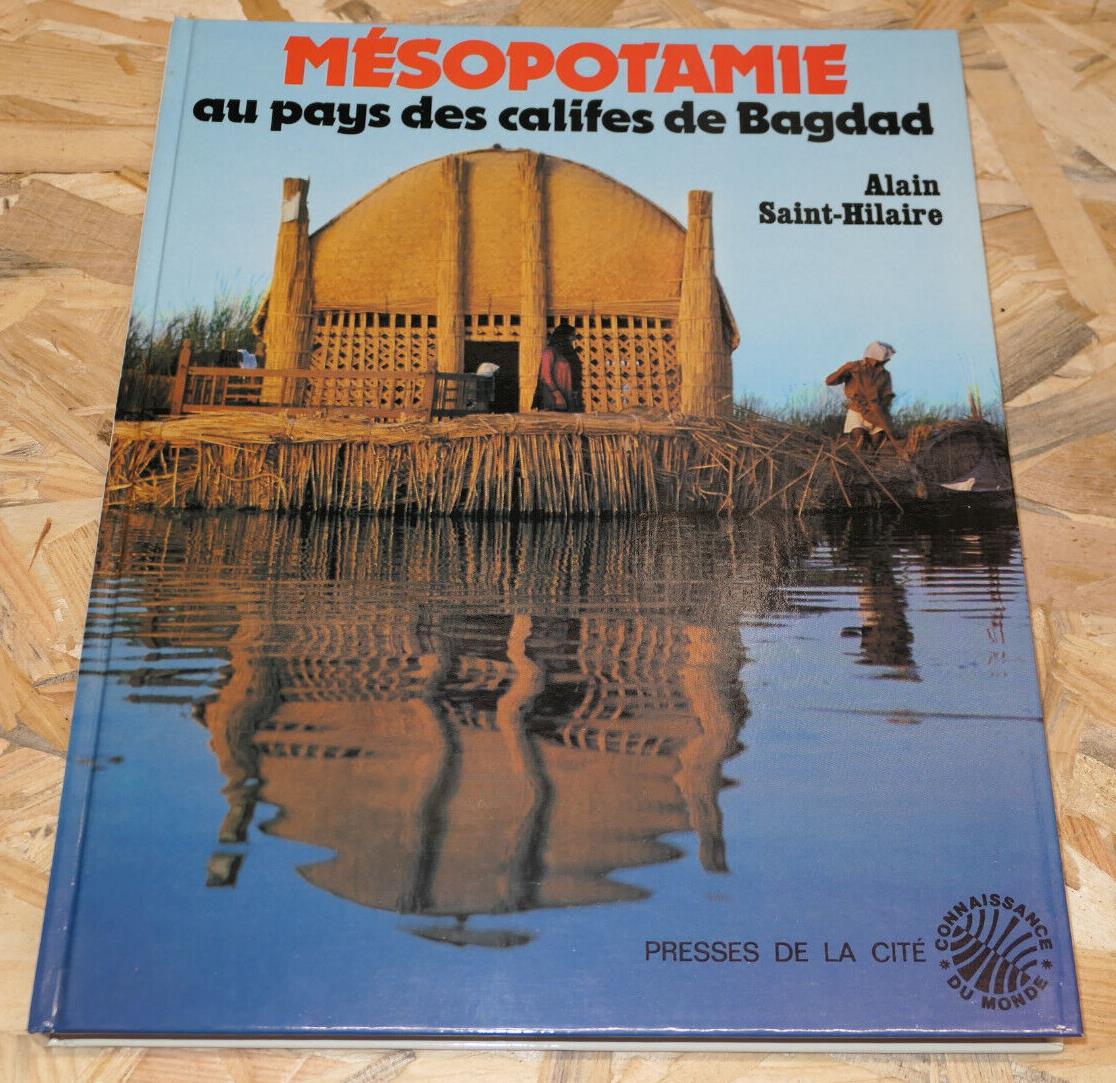 MÉSOPOTAMIE
au pays des califes de Bagdad
Alain
Saint-Hilaire
PRESSES DE LA CITÉ
CONNAISSANCE
* DU MONDE *